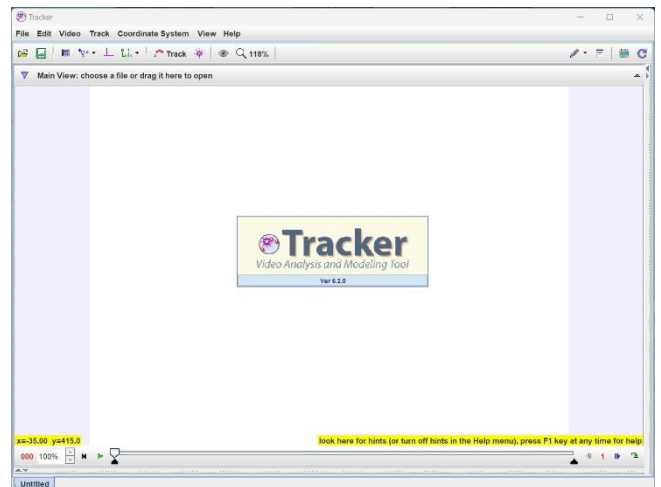 Tracker
File Edit Video Track Coordinate System View Help
Track 118%
Main View: choose a file or drag it here to open
Tracker
Video Analysis and Modeling Tool
Ver 6.2.0
x=-35.00 y=415.0 look here for hints (or turn off hints in the Help menu), press F1 key at any time for help
000 100% 1
Untitled